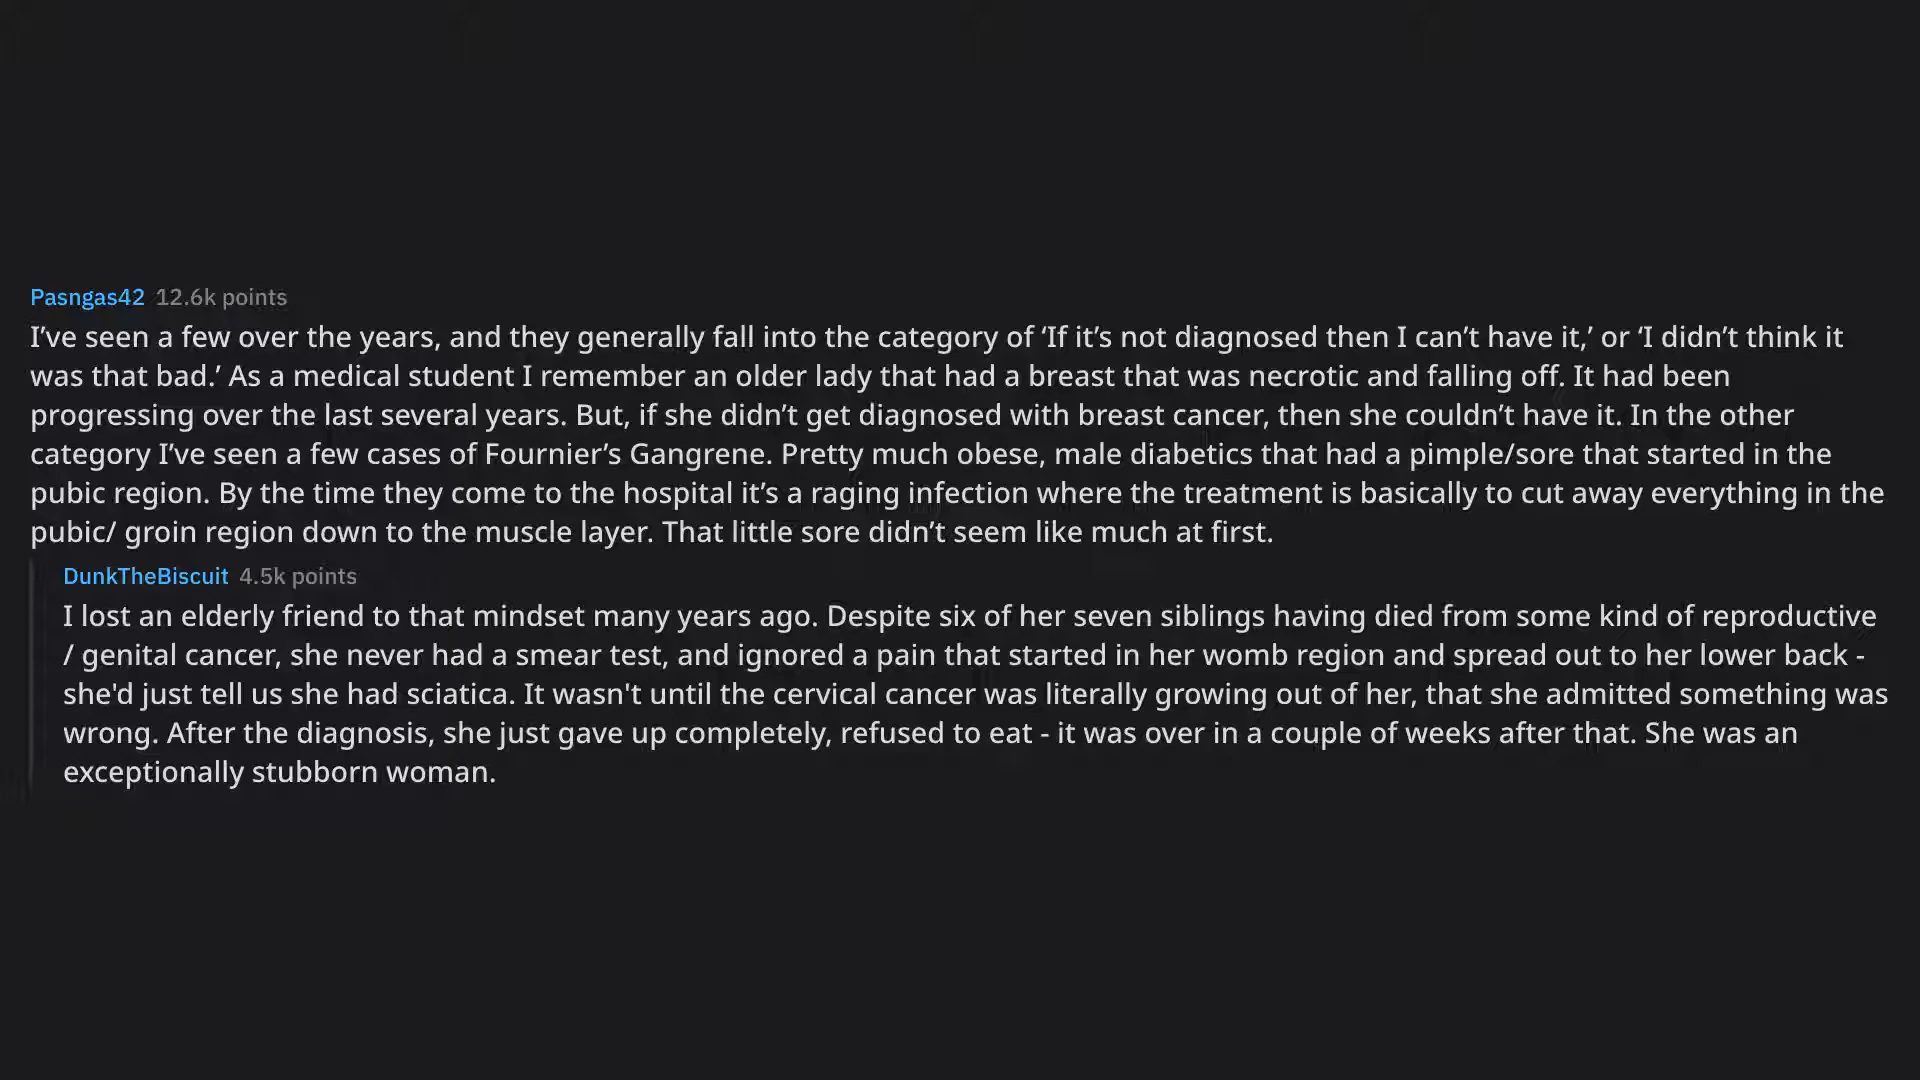 Pasngas42 12.6k points
I’ve seen a few over the years, and they generally fall into the category of ‘If it’s not diagnosed then I can’t have it,’ or ‘I didn’t think it
was that bad.’ As a medical student I remember an older lady that had a breast that was necrotic and falling off. It had been
progressing over the last several years. But, if she didn’t get diagnosed with breast cancer, then she couldn’t have it. In the other
category I’ve seen a few cases of Fournier’s Gangrene. Pretty much obese, male diabetics that had a pimple/sore that started in the
pubic region. By the time they come to the hospital it’s a raging infection where the treatment is basically to cut away everything in the
pubic/ groin region down to the muscle layer. That little sore didn’t seem like much at first.
DunkTheBiscuit 4.5k points
I lost an elderly friend to that mindset many years ago. Despite six of her seven siblings having died from some kind of reproductive
/ genital cancer, she never had a smear test, and ignored a pain that started in her womb region and spread out to her lower back -
she'd just tell us she had sciatica. It wasn't until the cervical cancer was literally growing out of her, that she admitted something was
wrong. After the diagnosis, she just gave up completely, refused to eat - it was over in a couple of weeks after that. She was an
exceptionally stubborn woman.